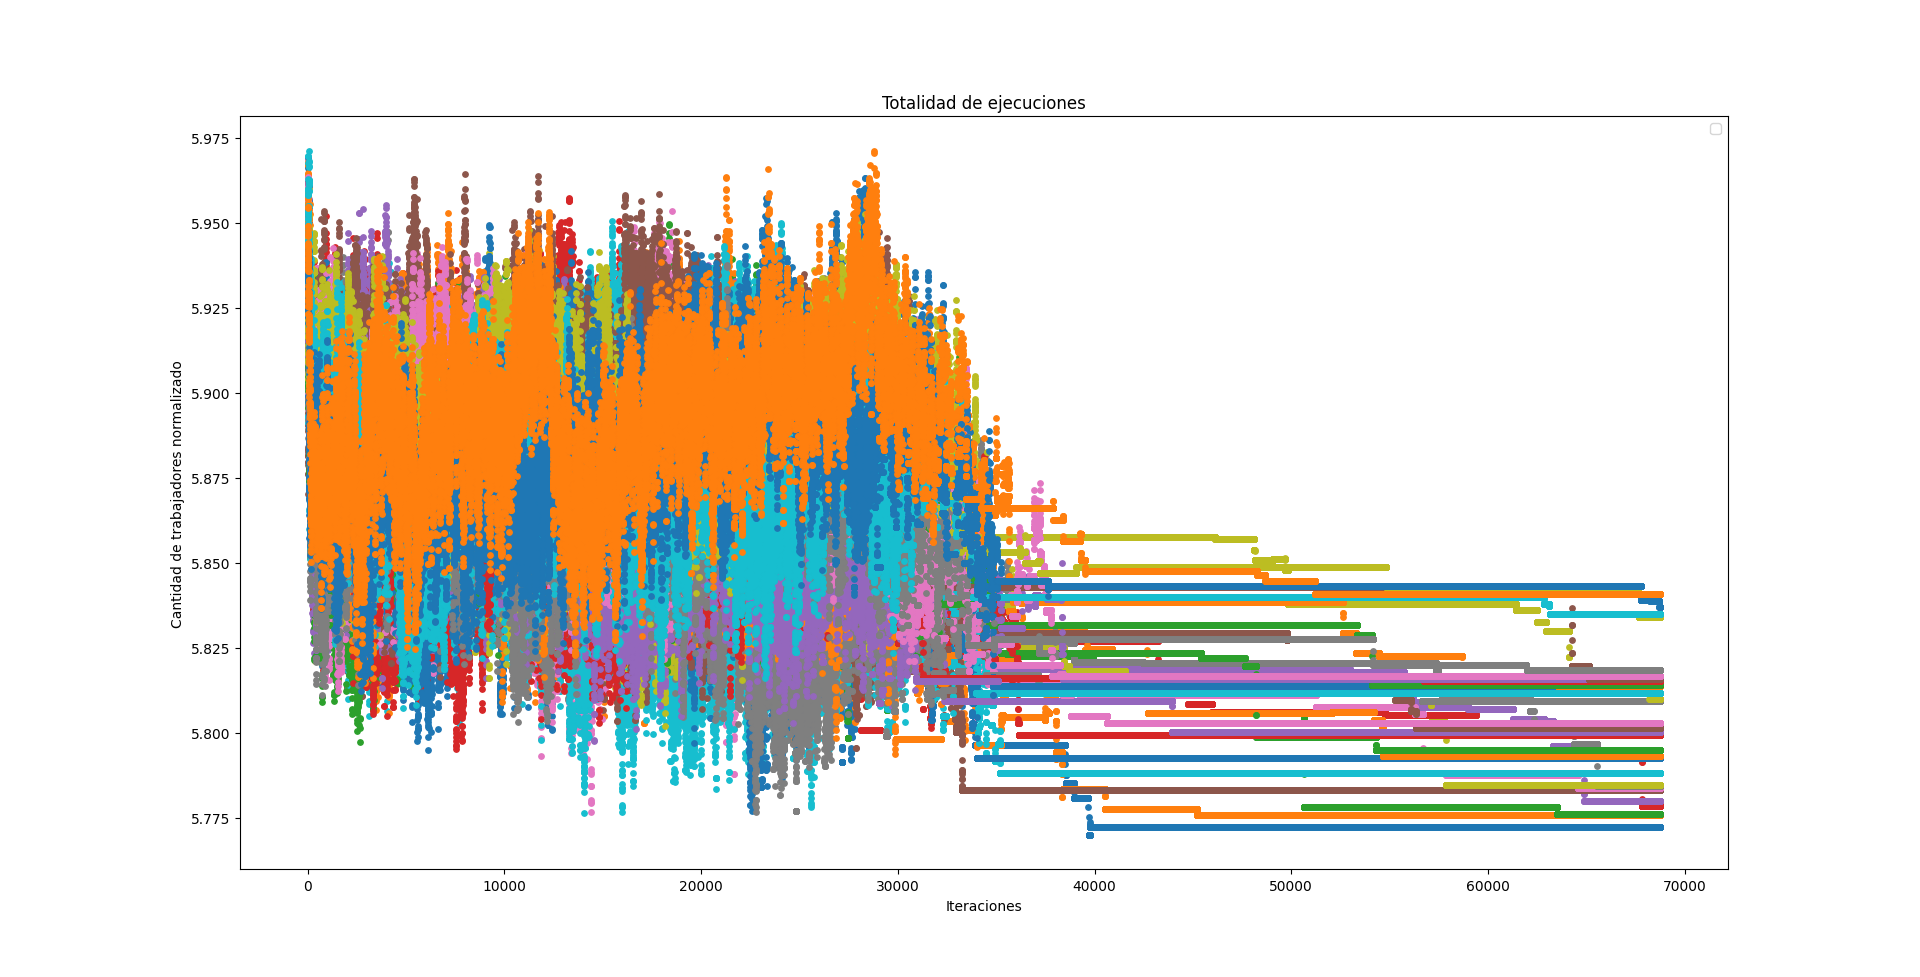 Totalidad de ejecuciones
5.975
5.950
5.925
5.900
5.875
5.850
5.825
5.800
5.775
Cantidad de trabajadores normalizado
0 10000 20000 30000 40000 50000 60000 70000
Iteraciones